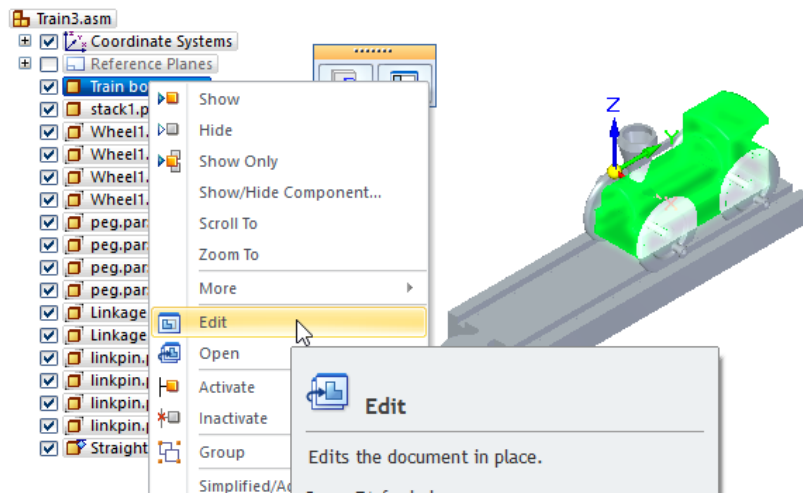 Train3.asm
Coordinate Systems
Reference Planes
Train bo
stack1.p
Wheel1.
Wheel1.
Wheel1.
Wheel1.
peg.par
peg.par
peg.par
peg.par
Linkage
Linkage
linkpin.p
linkpin.p
linkpin.p
linkpin.p
Straight
Show
Hide
Show Only
Show/Hide Component...
Scroll To
Zoom To
More
Edit
Open
Activate
Inactivate
Group
Edit
Edits the document in place.
Z
Y